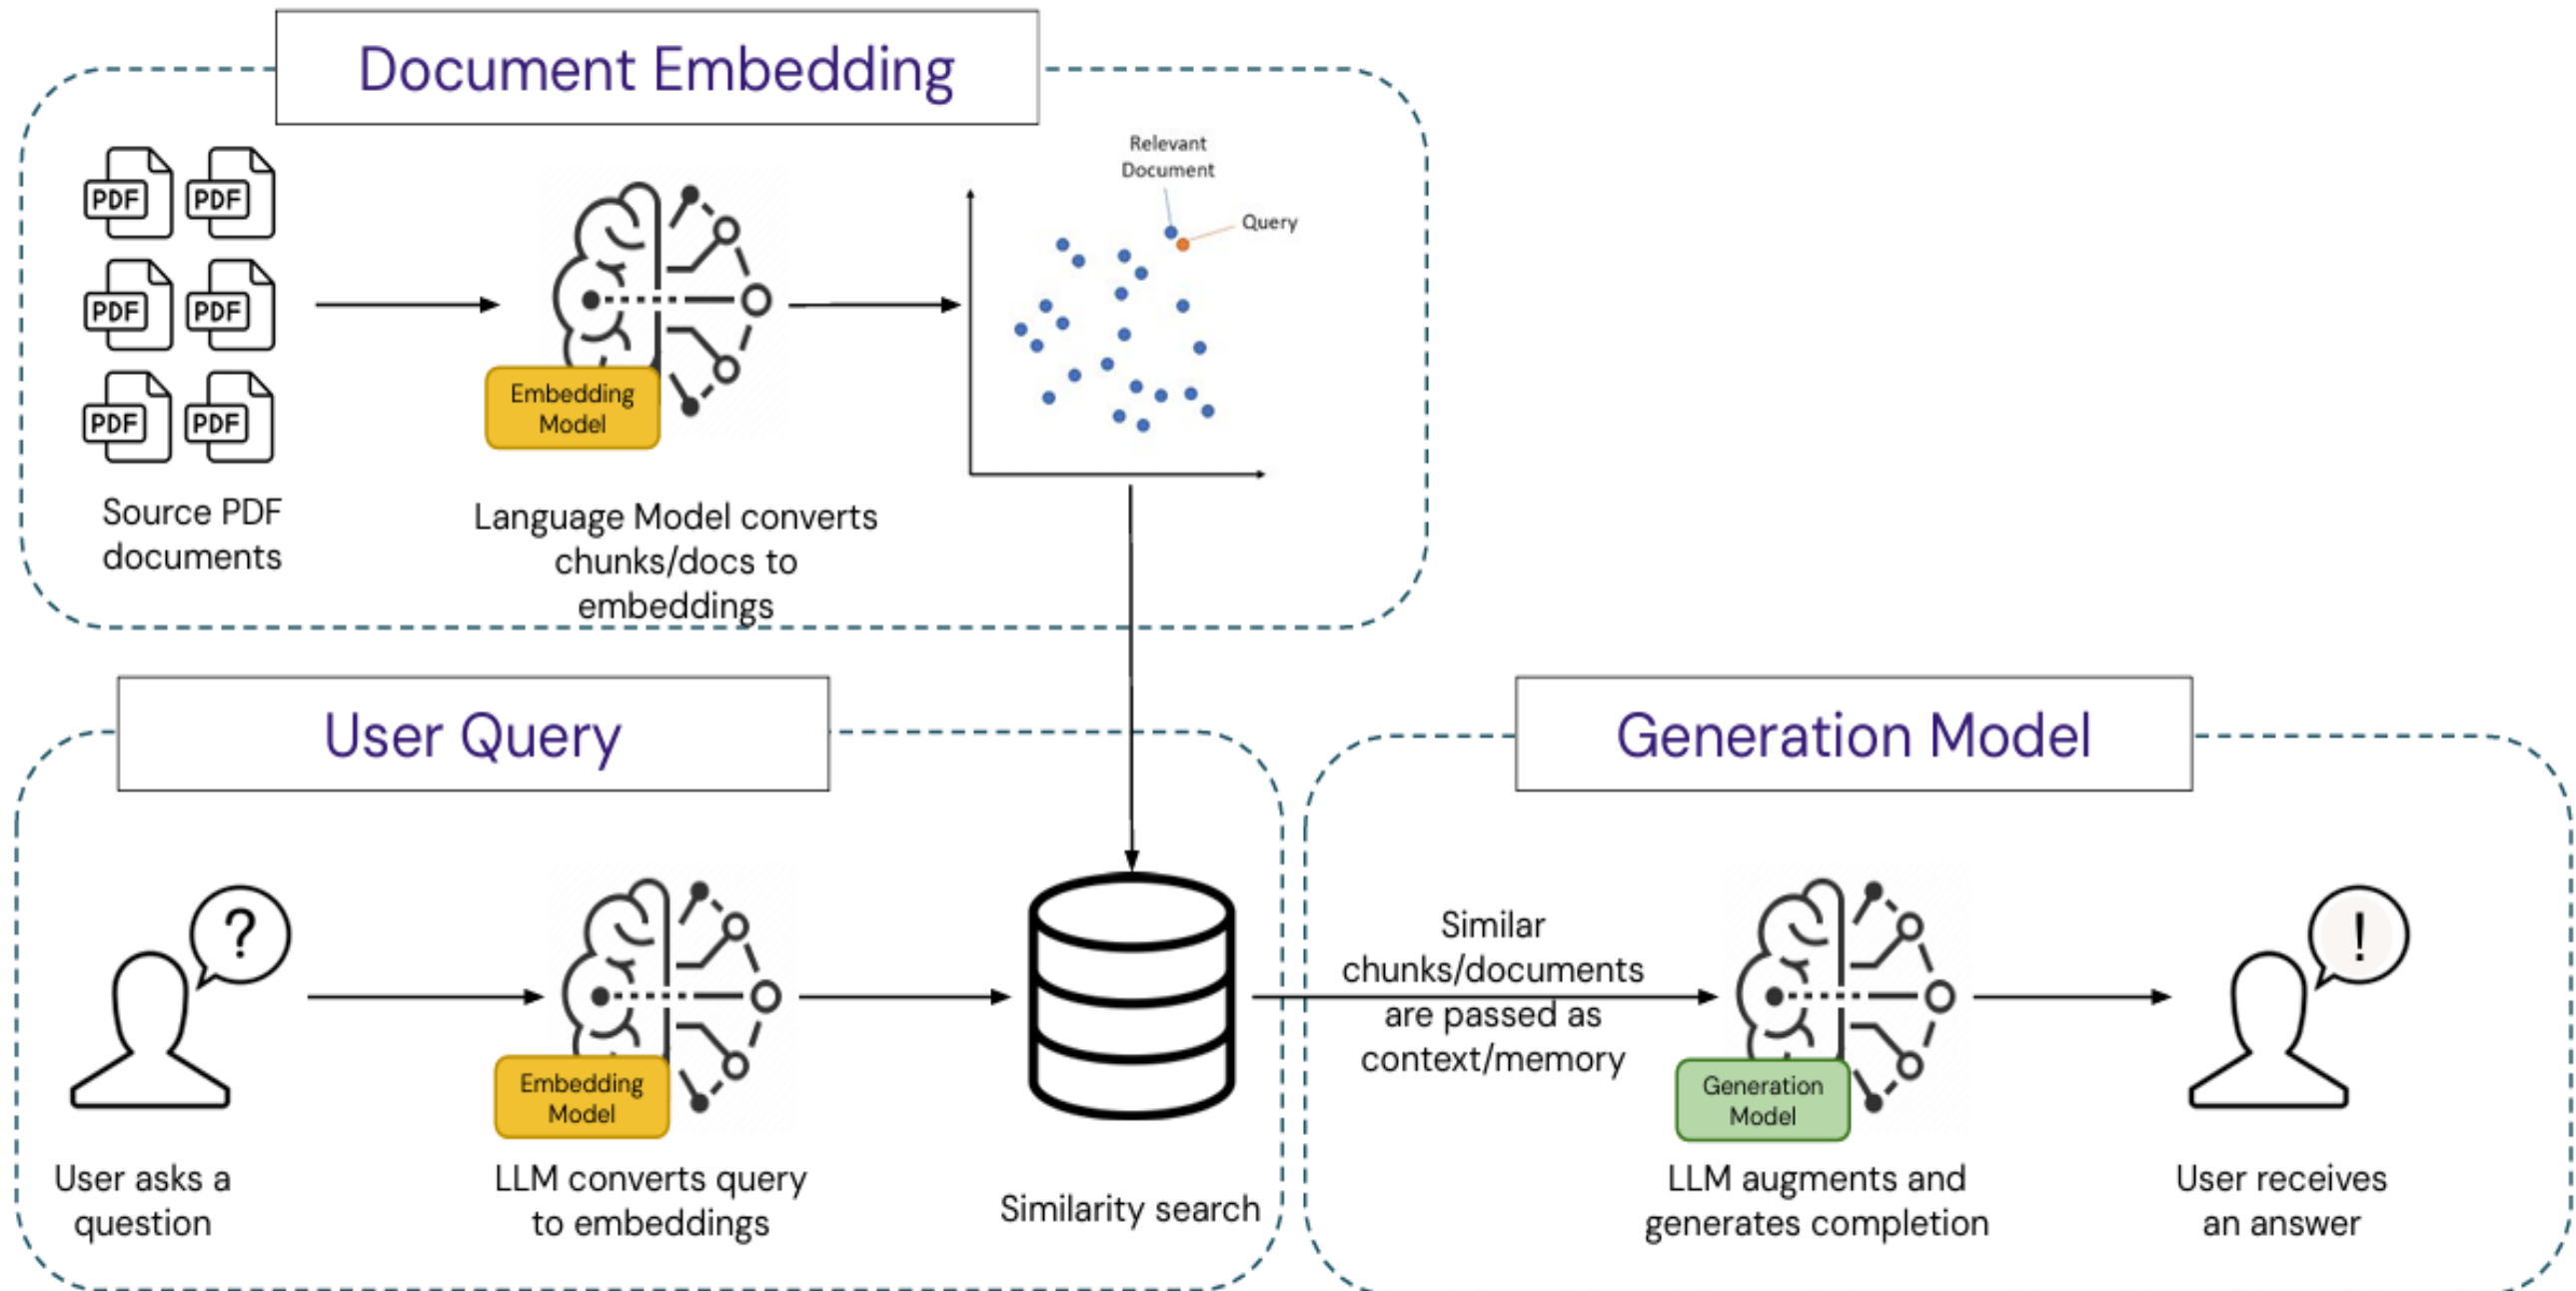 Document Embedding
Relevant
Document
Query
PDF PDF
PDF PDF
PDF PDF
Embedding
Model
Source PDF
documents
Language Model converts
chunks/docs to
embeddings
User Query
Generation Model
?
!
Similar
chunks/documents
are passed as
context/memory
Embedding
Model
Generation
Model
User asks a
question
LLM converts query
to embeddings
Similarity search
LLM augments and
generates completion
User receives
an answer